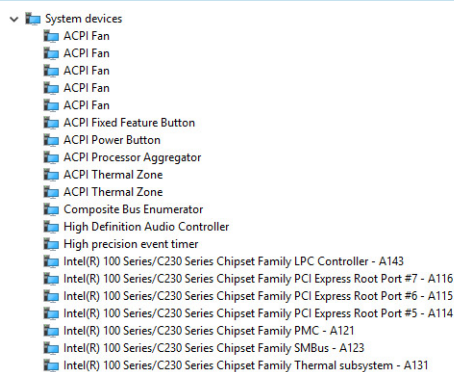 System devices
ACPI Fan
ACPI Fan
ACPI Fan
ACPI Fan
ACPI Fan
ACPI Fixed Feature Button
ACPI Power Button
ACPI Processor Aggregator
ACPI Thermal Zone
ACPI Thermal Zone
Composite Bus Enumerator
High Definition Audio Controller
High precision event timer
Intel(R) 100 Series/C230 Series Chipset Family LPC Controller - A143
Intel(R) 100 Series/C230 Series Chipset Family PCI Express Root Port #7 - A116
Intel(R) 100 Series/C230 Series Chipset Family PCI Express Root Port #6 - A115
Intel(R) 100 Series/C230 Series Chipset Family PCI Express Root Port #5 - A114
Intel(R) 100 Series/C230 Series Chipset Family PMC - A121
Intel(R) 100 Series/C230 Series Chipset Family SMBus - A123
Intel(R) 100 Series/C230 Series Chipset Family Thermal subsystem - A131